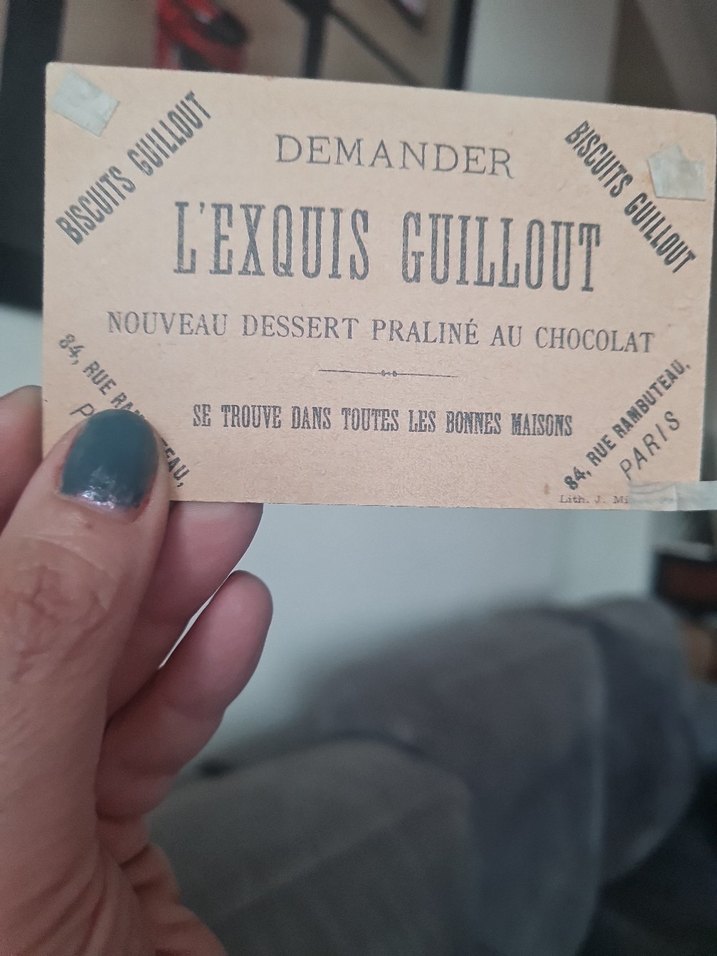 BISCUITS GUILLOUT
BISCUITS GUILLOUT
DEMANDER
L'EXQUIS GUILLOUT
NOUVEAU DESSERT PRALINÉ AU CHOCOLAT
SE TROUVE DANS TOUTES LES BONNES MAISONS
84, RUE
84, RUE RAMBUTEAU,
PARIS
Lith. J.